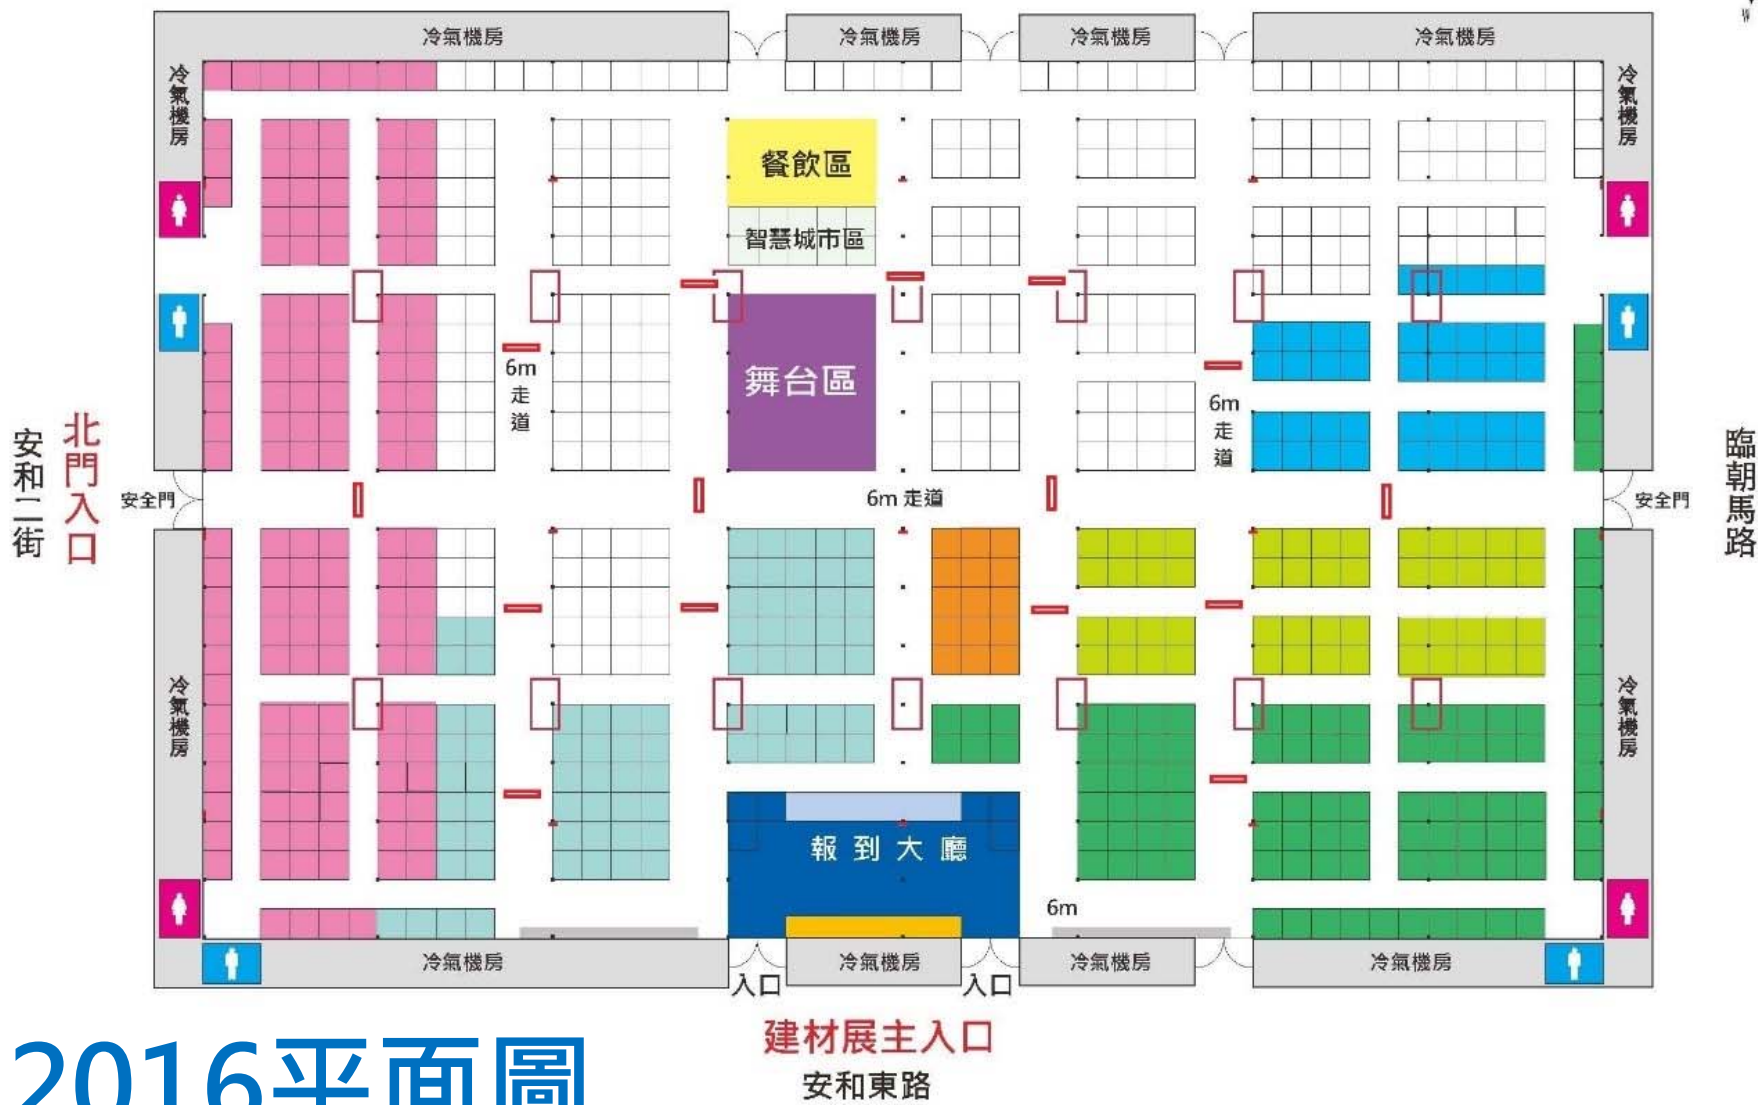 W
冷氣機房
冷氣機房
冷氣機房
冷氣機房
冷氣機房
冷氣機房
餐飲區
智慧城市區
舞台區
6m
走
道
6m
走
道
安和二街
北門入口
安全門
6m 走道
安全門
臨朝馬路
冷氣機房
冷氣機房
報到大廳
6m
冷氣機房
冷氣機房
冷氣機房
冷氣機房
入口
入口
建材展主入口
安和東路
2016平面圖